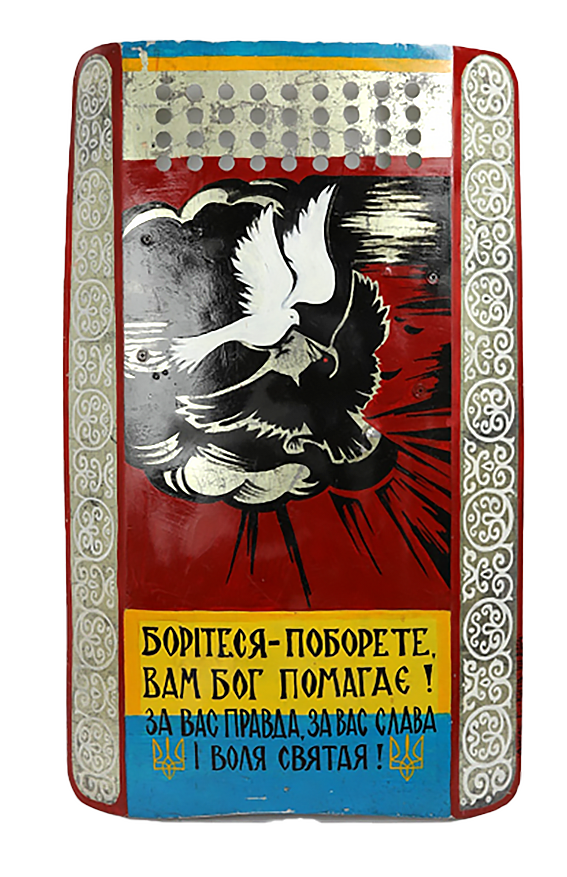 БОРІТЕСЯ-ПОБОРЕТЕ,
ВАМ БОГ ПОМАГАЄ!
ЗА ВАС ПРАВДА, ЗА ВАС СЛАВА
І ВОЛЯ СВЯТАЯ!